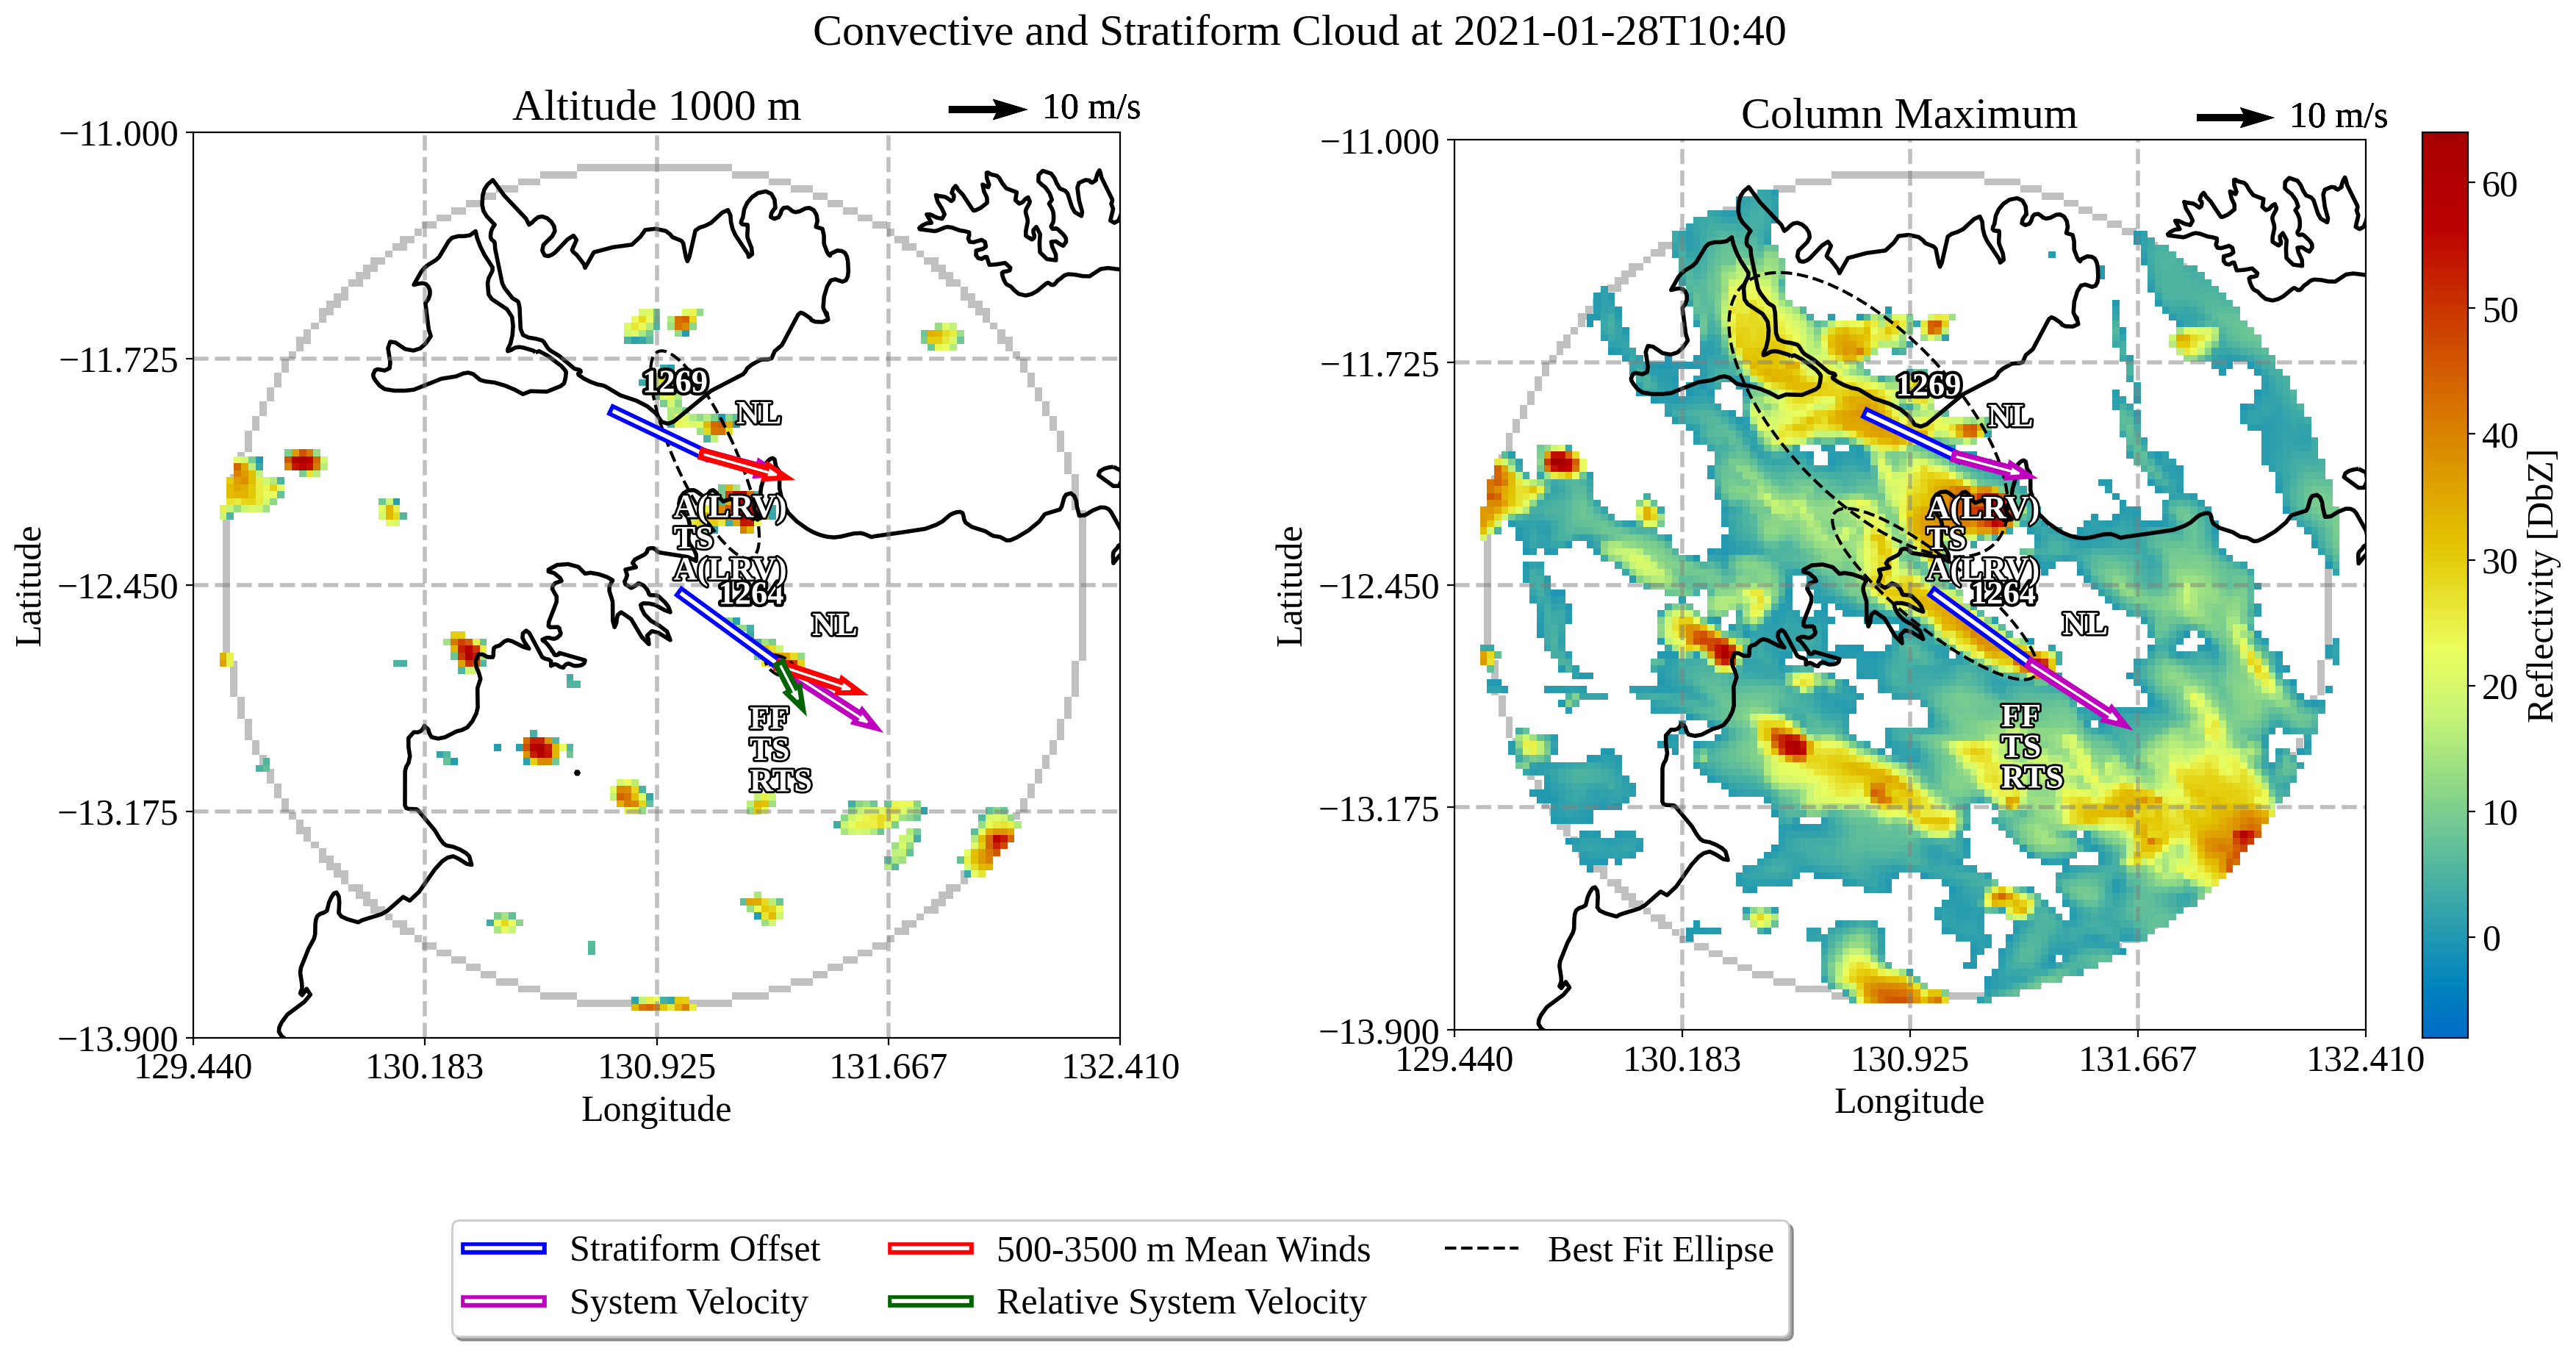 Convective and Stratiform Cloud at 2021-01-28T10:40
Altitude 1000 m
10 m/s
−11.000
−11.725
−12.450
−13.175
−13.900
Latitude
129.440
130.183
130.925
131.667
132.410
Longitude
1269
NL
A(LRV)
TS
A(LRV)
1264
NL
FF
TS
RTS
Column Maximum
10 m/s
−11.000
−11.725
−12.450
−13.175
−13.900
Latitude
129.440
130.183
130.925
131.667
132.410
Longitude
1269
NL
A(LRV)
TS
A(LRV)
1264
NL
FF
TS
RTS
60
50
40
30
20
10
0
Reflectivity [DbZ]
Stratiform Offset
System Velocity
500-3500 m Mean Winds
Relative System Velocity
Best Fit Ellipse